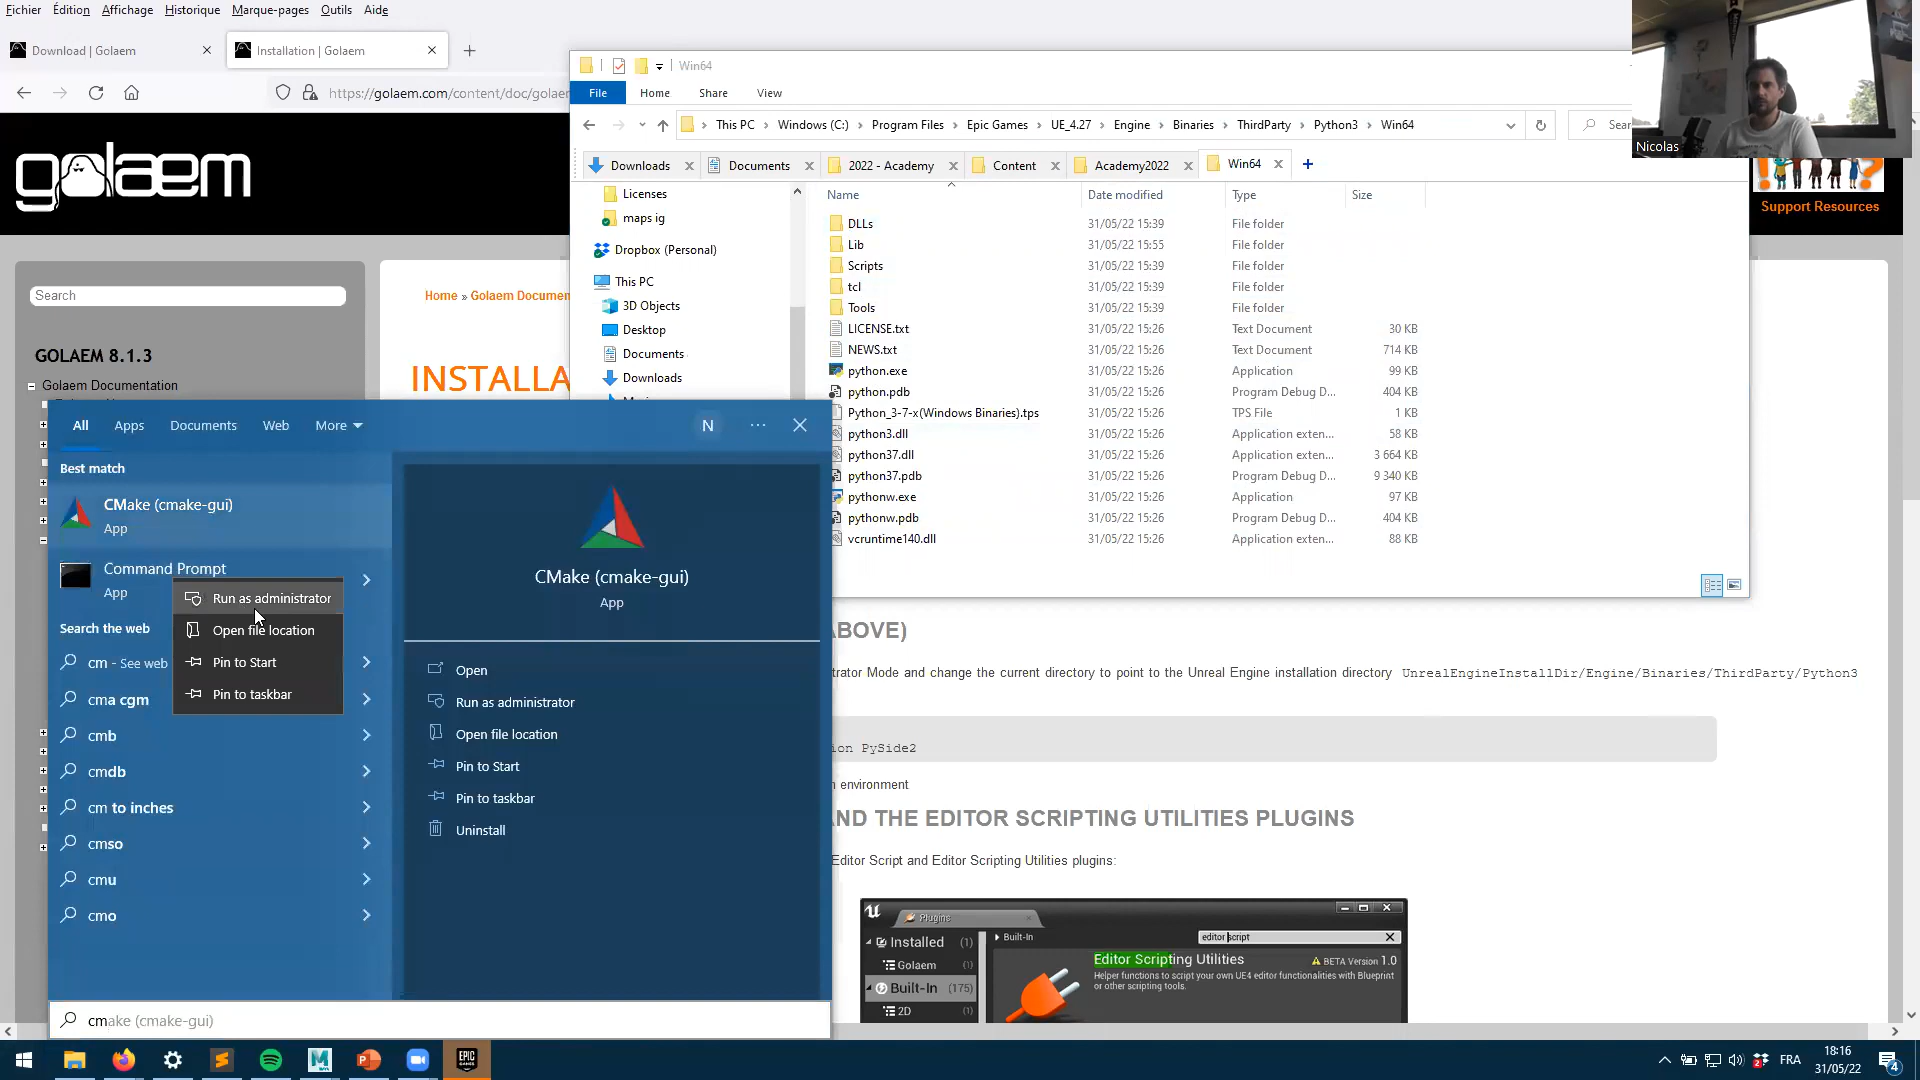 Fichier Édition Affichage Historique Marque-pages Outils Aide
Download | Golaem
Installation | Golaem
https://golaem.com/content/doc/golaem
golaem
Search
GOLAEM 8.1.3
Golaem Documentation
Home » Golaem Documen
INSTALLA
Win64
File Home Share View
This PC Windows (C:) Program Files Epic Games UE_4.27 Engine Binaries ThirdParty Python3 Win64
Sear
Downloads Documents 2022 - Academy Content Academy2022 Win64
Licenses
maps ig
Dropbox (Personal)
This PC
3D Objects
Desktop
Documents
Downloads
Name Date modified Type Size
DLLs 31/05/22 15:39 File folder
Lib 31/05/22 15:55 File folder
Scripts 31/05/22 15:39 File folder
tcl 31/05/22 15:39 File folder
Tools 31/05/22 15:39 File folder
LICENSE.txt 31/05/22 15:26 Text Document 30 KB
NEWS.txt 31/05/22 15:26 Text Document 714 KB
python.exe 31/05/22 15:26 Application 99 KB
python.pdb 31/05/22 15:26 Program Debug D... 404 KB
Python_3-7-x(Windows Binaries).tps 31/05/22 15:26 TPS File 1 KB
python3.dll 31/05/22 15:26 Application exten... 58 KB
python37.dll 31/05/22 15:26 Application exten... 3 664 KB
python37.pdb 31/05/22 15:26 Program Debug D... 9 340 KB
pythonw.exe 31/05/22 15:26 Application 97 KB
pythonw.pdb 31/05/22 15:26 Program Debug D... 404 KB
vcruntime140.dll 31/05/22 15:26 Application exten... 88 KB
Nicolas
Support Resources
All Apps Documents Web More
N
Best match
CMake (cmake-gui)
App
Command Prompt
App
Run as administrator
Open file location
Pin to Start
Pin to taskbar
Search the web
cm - See web
cma cgm
cmb
cmdb
cm to inches
cmso
cmu
cmo
CMake (cmake-gui)
App
Open
Run as administrator
Open file location
Pin to Start
Pin to taskbar
Uninstall
cmake (cmake-gui)
ABOVE)
trator Mode and change the current directory to point to the Unreal Engine installation directory UnrealEngineInstallDir/Engine/Binaries/ThirdParty/Python3
ion PySide2
n environment
ND THE EDITOR SCRIPTING UTILITIES PLUGINS
Editor Script and Editor Scripting Utilities plugins:
Plugins
Installed (1)
Golaem (1)
Built-In (175)
2D
Built-In
editor script
Editor Scripting Utilities
BETA Version 1.0
Helper functions to script your own UE4 editor functionalities with Blueprint
or other scripting tools.
EPIC GAMES
FRA
18:16
31/05/22
4